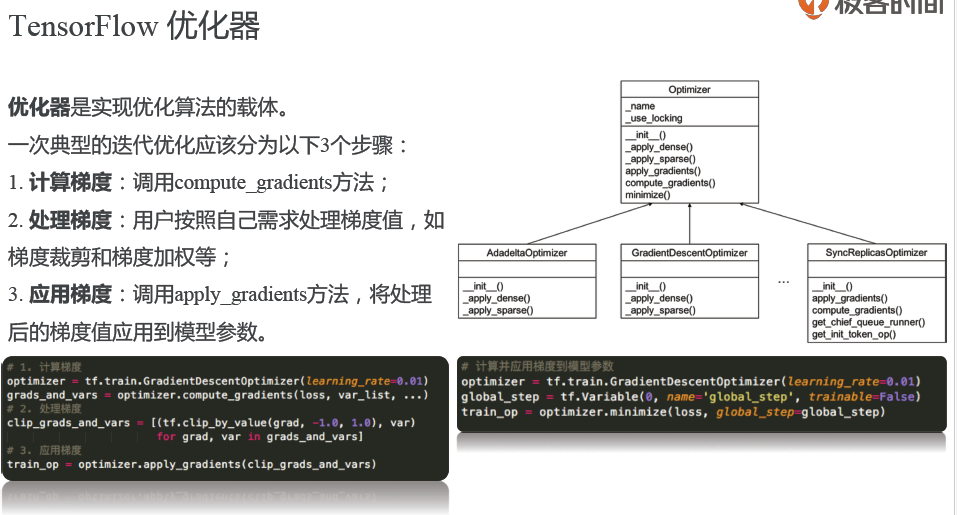 极客时间
TensorFlow 优化器
优化器是实现优化算法的载体。
一次典型的迭代优化应该分为以下3个步骤：
1. 计算梯度：调用compute_gradients方法；
2. 处理梯度：用户按照自己需求处理梯度值，如
梯度裁剪和梯度加权等；
3. 应用梯度：调用apply_gradients方法，将处理
后的梯度值应用到模型参数。
Optimizer
_name
_use_locking
__init__()
_apply_dense()
_apply_sparse()
apply_gradients()
compute_gradients()
minimize()
AdadeltaOptimizer
__init__()
_apply_dense()
_apply_sparse()
GradientDescentOptimizer
__init__()
_apply_dense()
_apply_sparse()
...
SyncReplicasOptimizer
__init__()
apply_gradients()
compute_gradients()
get_chief_queue_runner()
get_init_token_op()
# 1. 计算梯度
optimizer = tf.train.GradientDescentOptimizer(learning_rate=0.01)
grads_and_vars = optimizer.compute_gradients(loss, var_list, ...)
# 2. 处理梯度
clip_grads_and_vars = [(tf.clip_by_value(grad, -1.0, 1.0), var)
for grad, var in grads_and_vars]
# 3. 应用梯度
train_op = optimizer.apply_gradients(clip_grads_and_vars)
# 计算并应用梯度到模型参数
optimizer = tf.train.GradientDescentOptimizer(learning_rate=0.01)
global_step = tf.Variable(0, name='global_step', trainable=False)
train_op = optimizer.minimize(loss, global_step=global_step)